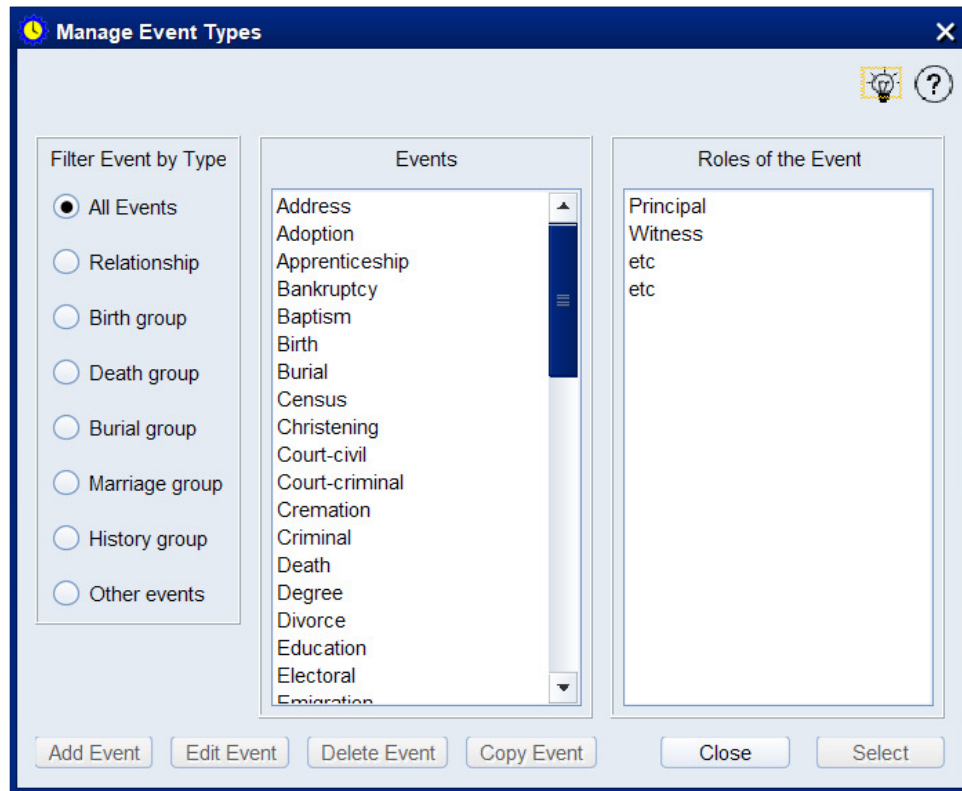 Manage Event Types
?
Filter Event by Type
All Events
Relationship
Birth group
Death group
Burial group
Marriage group
History group
Other events
Events
Address
Adoption
Apprenticeship
Bankruptcy
Baptism
Birth
Burial
Census
Christening
Court-civil
Court-criminal
Cremation
Criminal
Death
Degree
Divorce
Education
Electoral
Emigration
Roles of the Event
Principal
Witness
etc
etc
Add Event
Edit Event
Delete Event
Copy Event
Close
Select